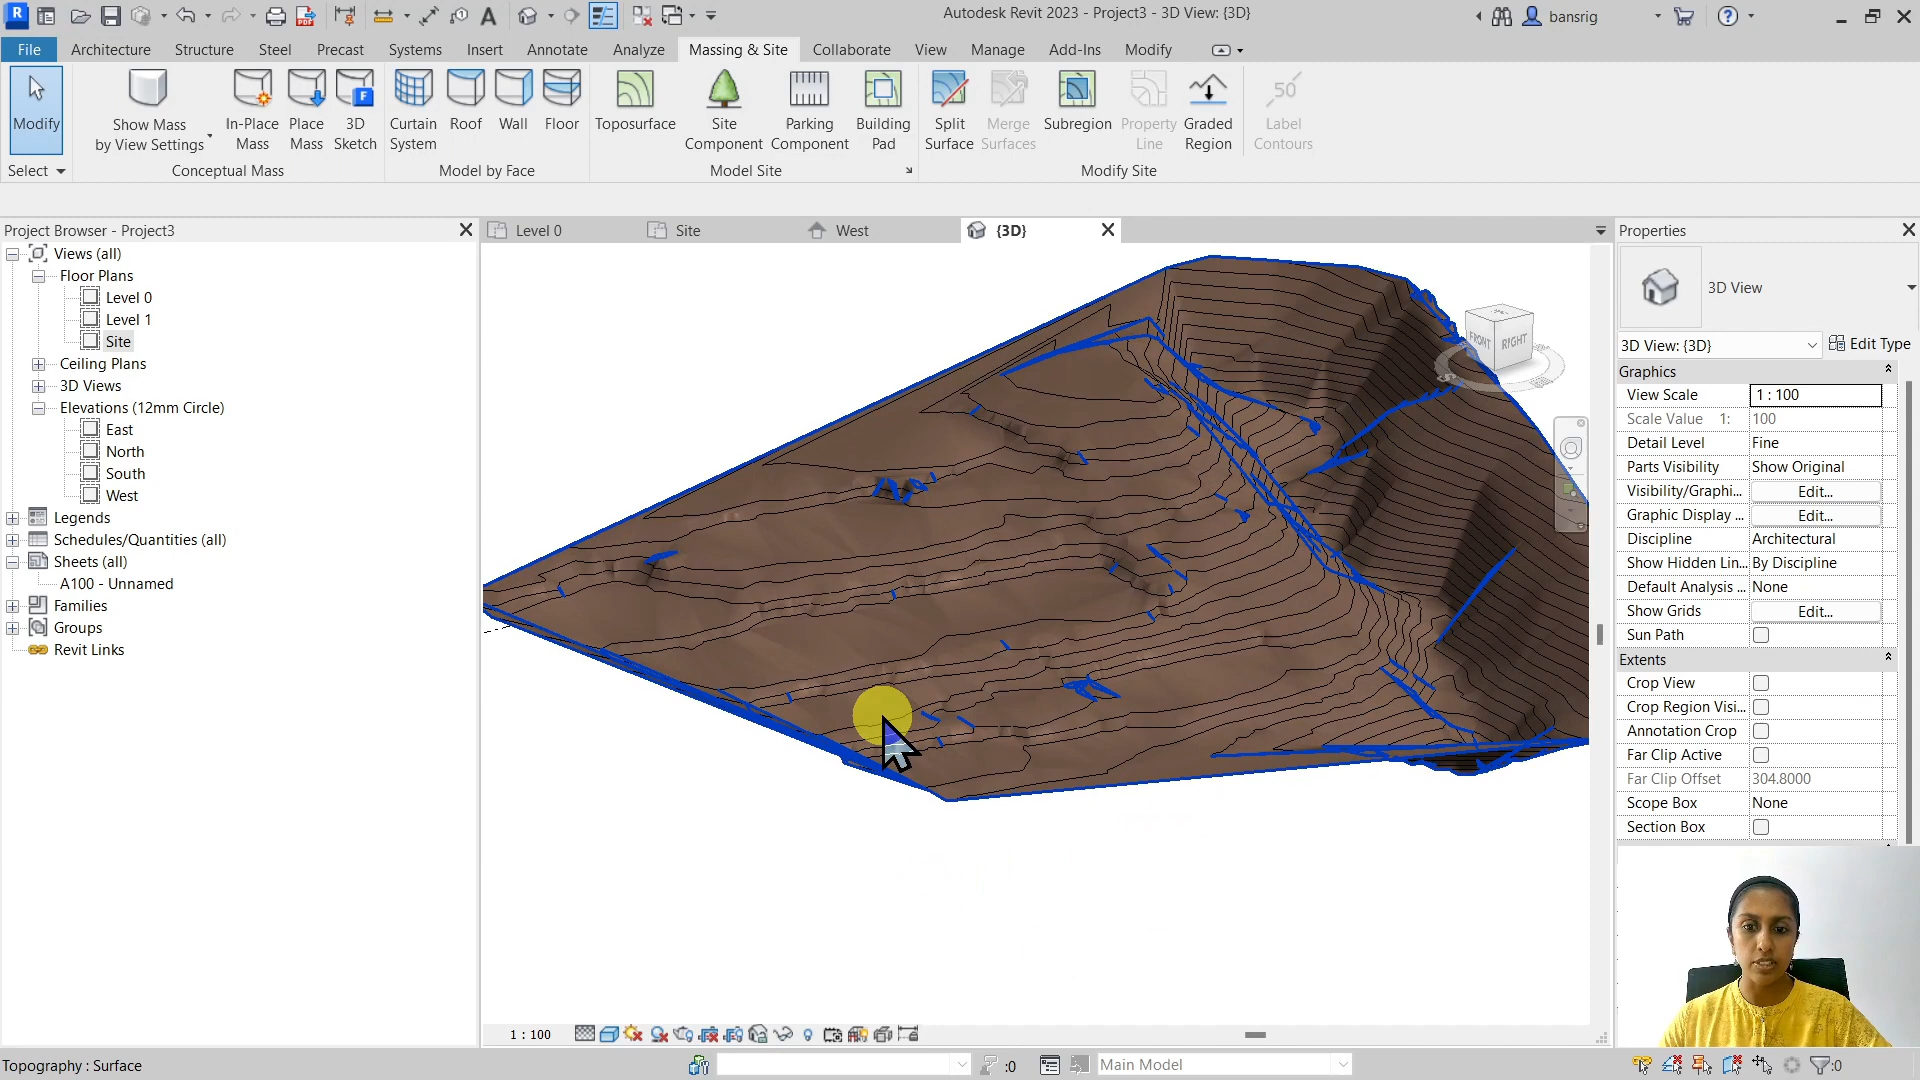 Autodesk Revit 2023 - Project3 - 3D View: {3D}
bansrig
File
Architecture
Structure
Steel
Precast
Systems
Insert
Annotate
Analyze
Massing & Site
Collaborate
View
Manage
Add-Ins
Modify
Modify
Show Mass
by View Settings
In-Place
Mass
Place
Mass
3D
Sketch
Curtain
System
Roof
Wall
Floor
Toposurface
Site
Component
Parking
Component
Building
Pad
Split
Surface
Merge
Surfaces
Subregion
Property
Line
Graded
Region
50
Label
Contours
Select
Conceptual Mass
Model by Face
Model Site
Modify Site
Project Browser - Project3
Views (all)
Floor Plans
Level 0
Level 1
Site
Ceiling Plans
3D Views
Elevations (12mm Circle)
East
North
South
West
Legends
Schedules/Quantities (all)
Sheets (all)
A100 - Unnamed
Families
Groups
Revit Links
Level 0
Site
West
{3D}
FRONT
RIGHT
Properties
3D View
3D View: {3D}
Edit Type
Graphics
View Scale
1 : 100
Scale Value 1:
100
Detail Level
Fine
Parts Visibility
Show Original
Visibility/Graphi...
Edit...
Graphic Display ...
Edit...
Discipline
Architectural
Show Hidden Lin...
By Discipline
Default Analysis ...
None
Show Grids
Edit...
Sun Path
Extents
Crop View
Crop Region Visi...
Annotation Crop
Far Clip Active
Far Clip Offset
304.8000
Scope Box
None
Section Box
1 : 100
Topography : Surface
:0
Main Model
:0